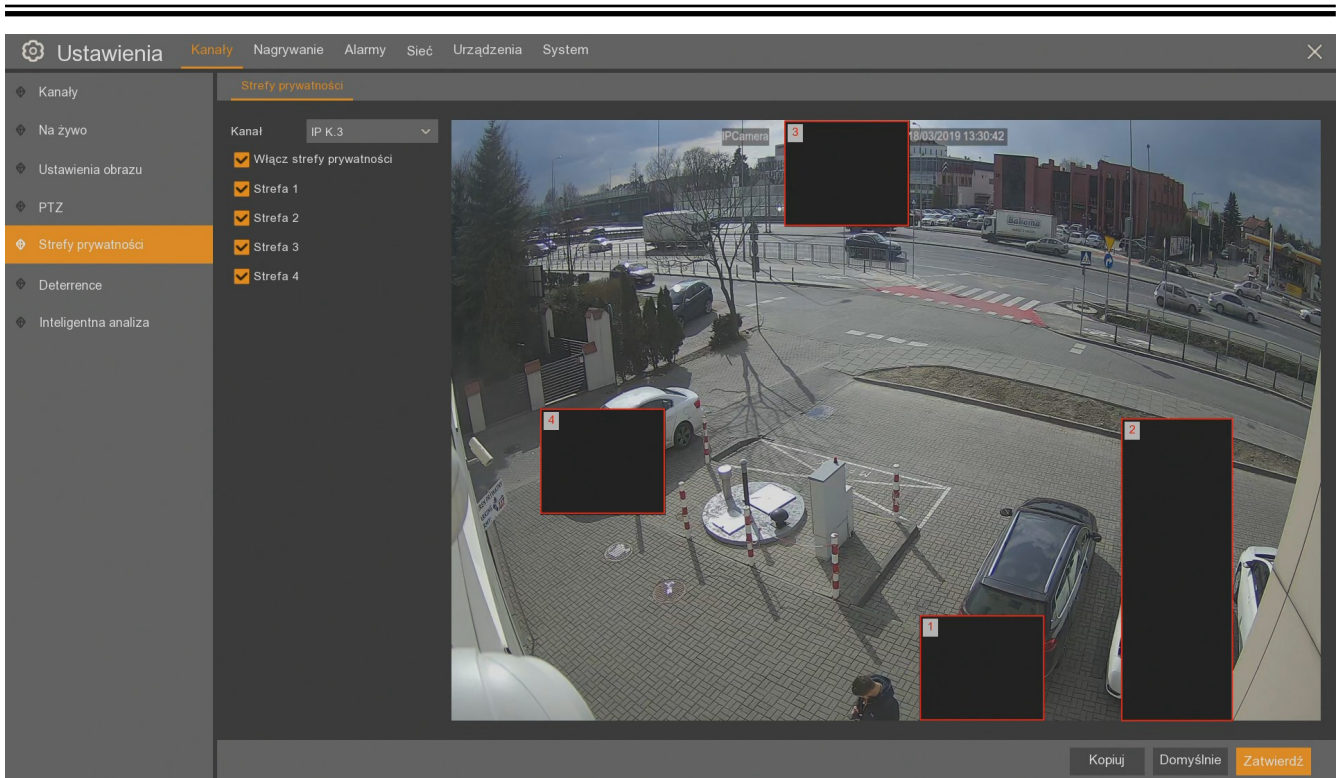 Ustawienia Kanały Nagrywanie Alarmy Sieć Urządzenia System
Kanały
Na żywo
Ustawienia obrazu
PTZ
Strefy prywatności
Deterrence
Inteligentna analiza
Strefy prywatności
Kanał IP K.3
Włącz strefy prywatności
Strefa 1
Strefa 2
Strefa 3
Strefa 4
IPCamera 3 18/03/2019 13:30:42
Bakoma
4
2
1
Kopiuj Domyślnie Zatwierdź